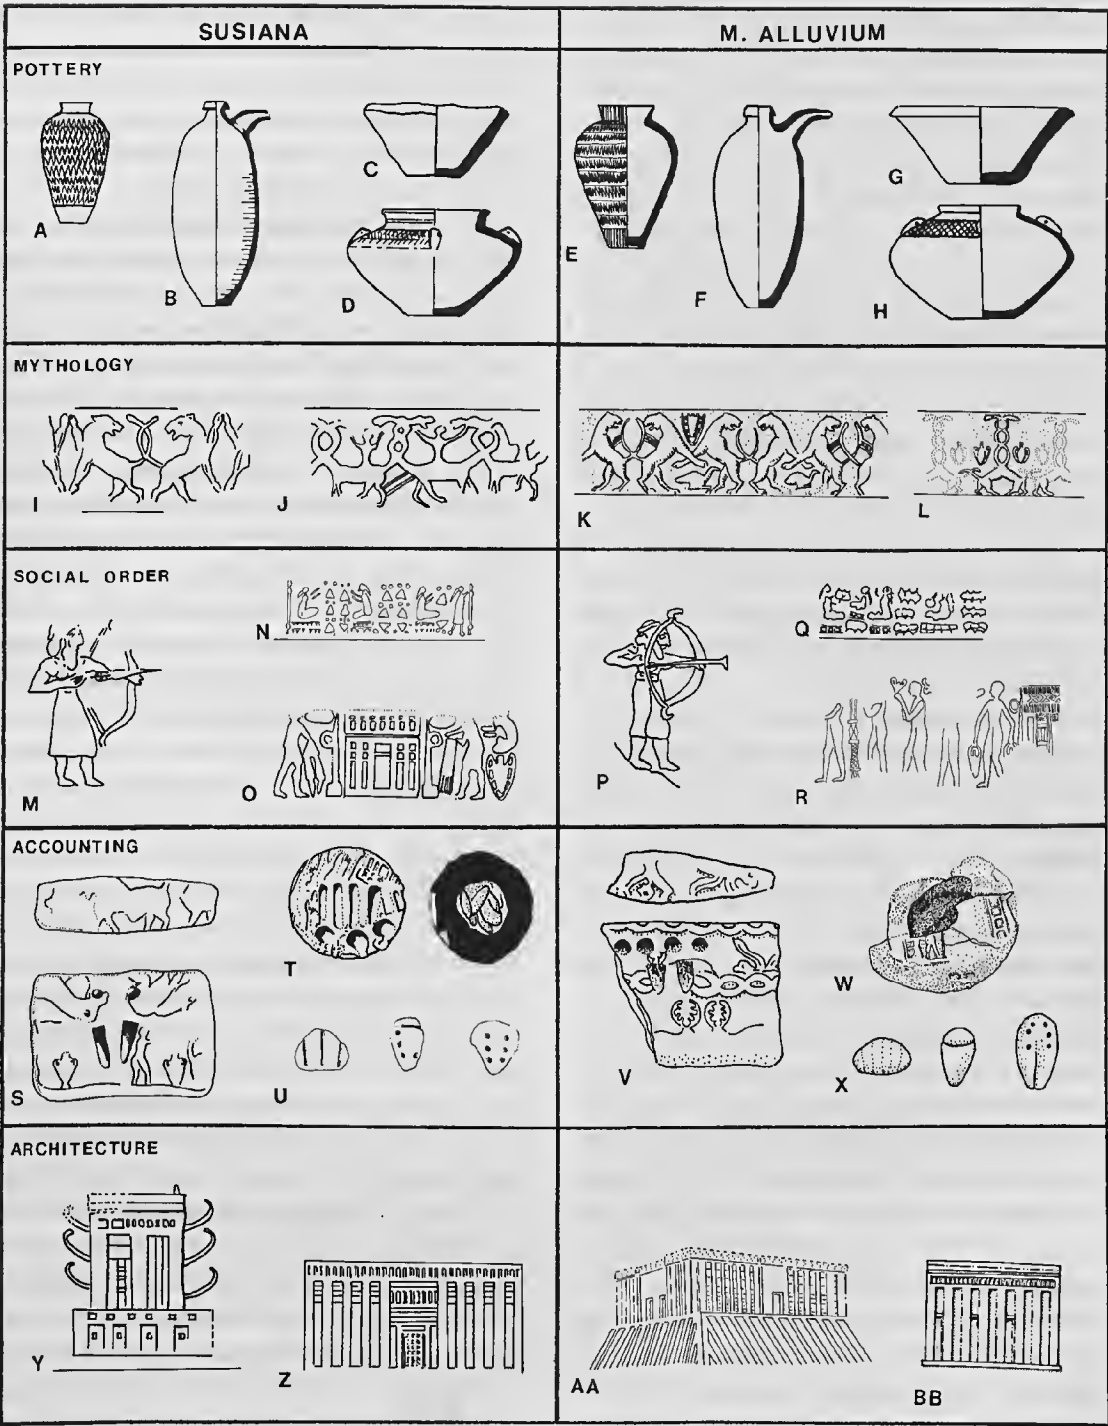 SUSIANA
M. ALLUVIUM
POTTERY
A
B
C
D
E
F
G
H
MYTHOLOGY
I
J
K
L
SOCIAL ORDER
M
N
O
P
Q
R
ACCOUNTING
S
T
U
V
W
X
ARCHITECTURE
Y
Z
AA
BB